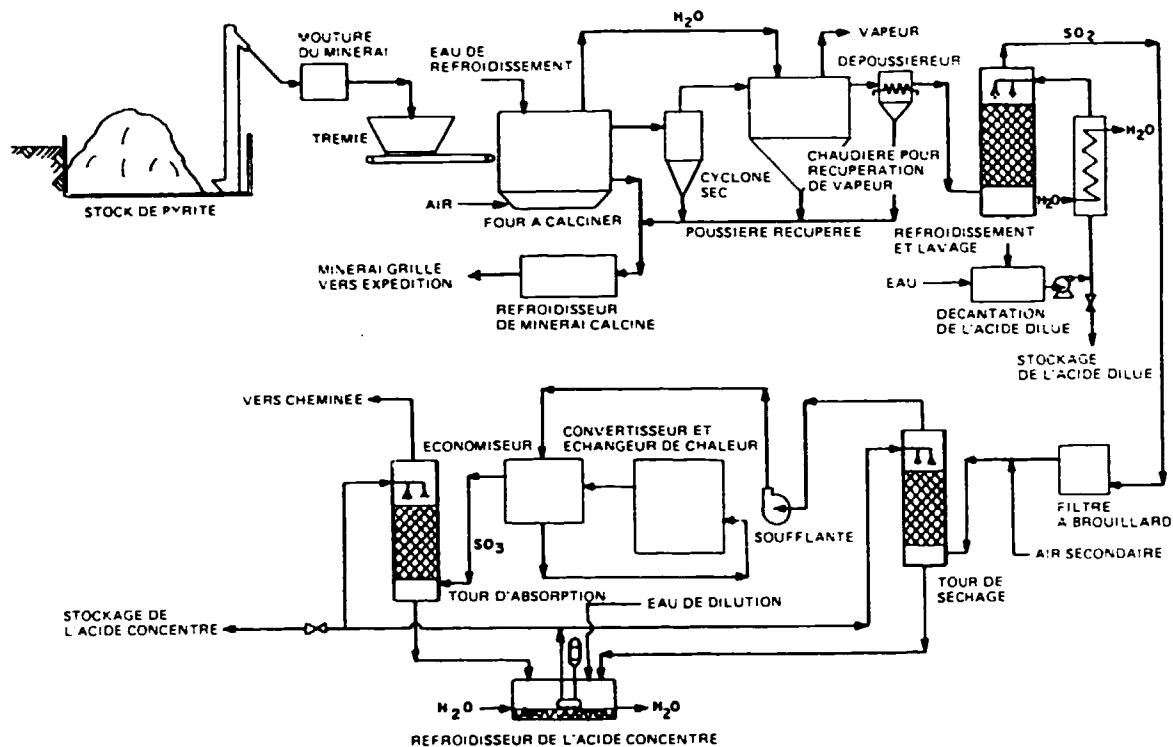 MOUTURE
DU MINERAI
EAU DE
REFROIDISSEMENT
H2O
VAPEUR
DEPOUSSIEREUR
SO2
TREMIE
H2O
CYCLONE
SEC
CHAUDIERE POUR
RECUPERATION
DE VAPEUR
H2O
STOCK DE PYRITE
AIR
FOUR A CALCINER
POUSSIERE RECUPEREE
REFROIDISSEMENT
ET LAVAGE
MINERAI GRILLE
VERS EXPEDITION
EAU
REFROIDISSEUR
DE MINERAI CALCINE
DECANTATION
DE L'ACIDE DILUE
STOCKAGE
DE L'ACIDE DILUE
VERS CHEMINEE
ECONOMISEUR
CONVERTISSEUR ET
ECHANGEUR DE CHALEUR
FILTRE
A BROUILLARD
SOUFFLANTE
SO3
AIR SECONDAIRE
TOUR D'ABSORPTION
EAU DE DILUTION
TOUR DE
SECHAGE
STOCKAGE DE
L'ACIDE CONCENTRE
H2O
H2O
REFROIDISSEUR DE L'ACIDE CONCENTRE